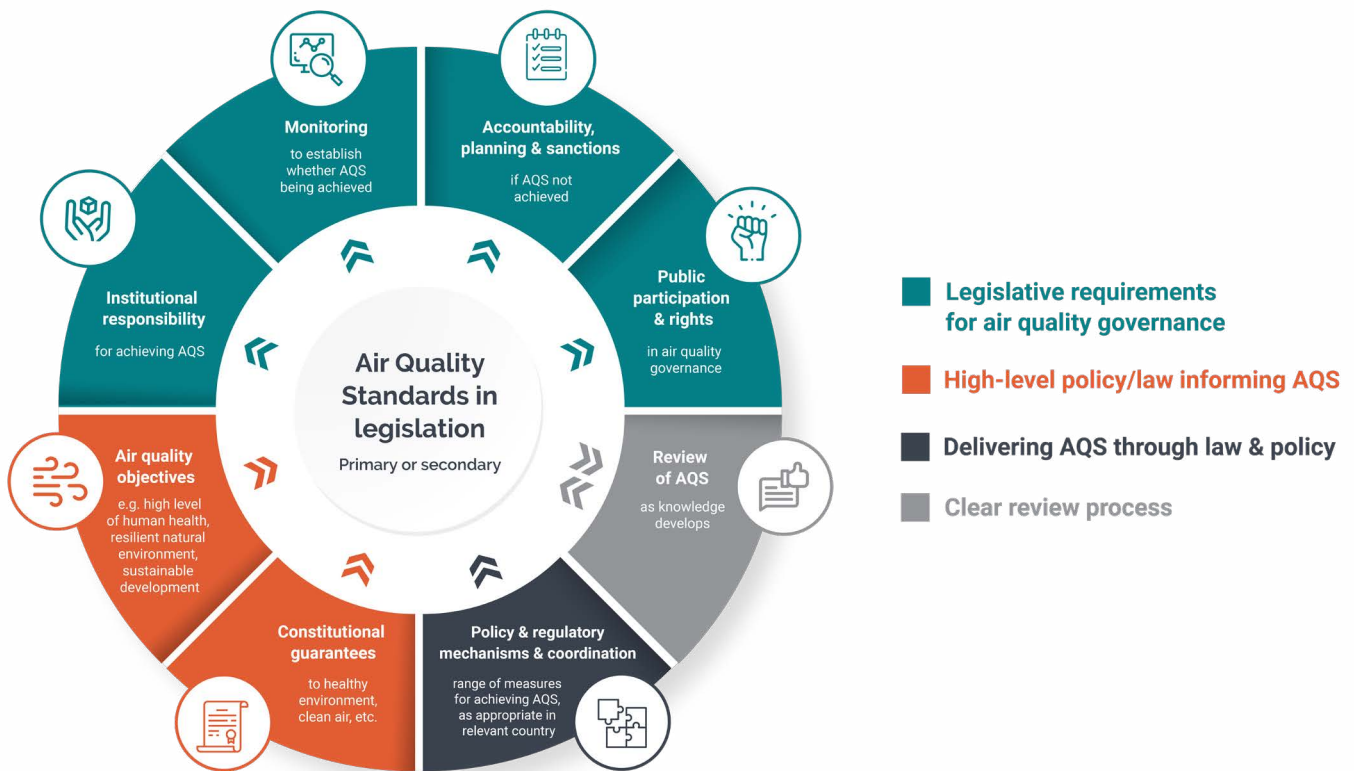 Monitoring
to establish
whether AQS
being achieved
Accountability,
planning & sanctions
if AQS not
achieved
Public
participation
& rights
in air quality
governance
Review
of AQS
as knowledge
develops
Policy & regulatory
mechanisms & coordination
range of measures
for achieving AQS,
as appropriate in
relevant country
Constitutional
guarantees
to healthy
environment,
clean air, etc.
Air quality
objectives
e.g. high level
of human health,
resilient natural
environment,
sustainable
development
Institutional
responsibility
for achieving AQS
Air Quality
Standards in
legislation
Primary or secondary
Legislative requirements
for air quality governance
High-level policy/law informing AQS
Delivering AQS through law & policy
Clear review process